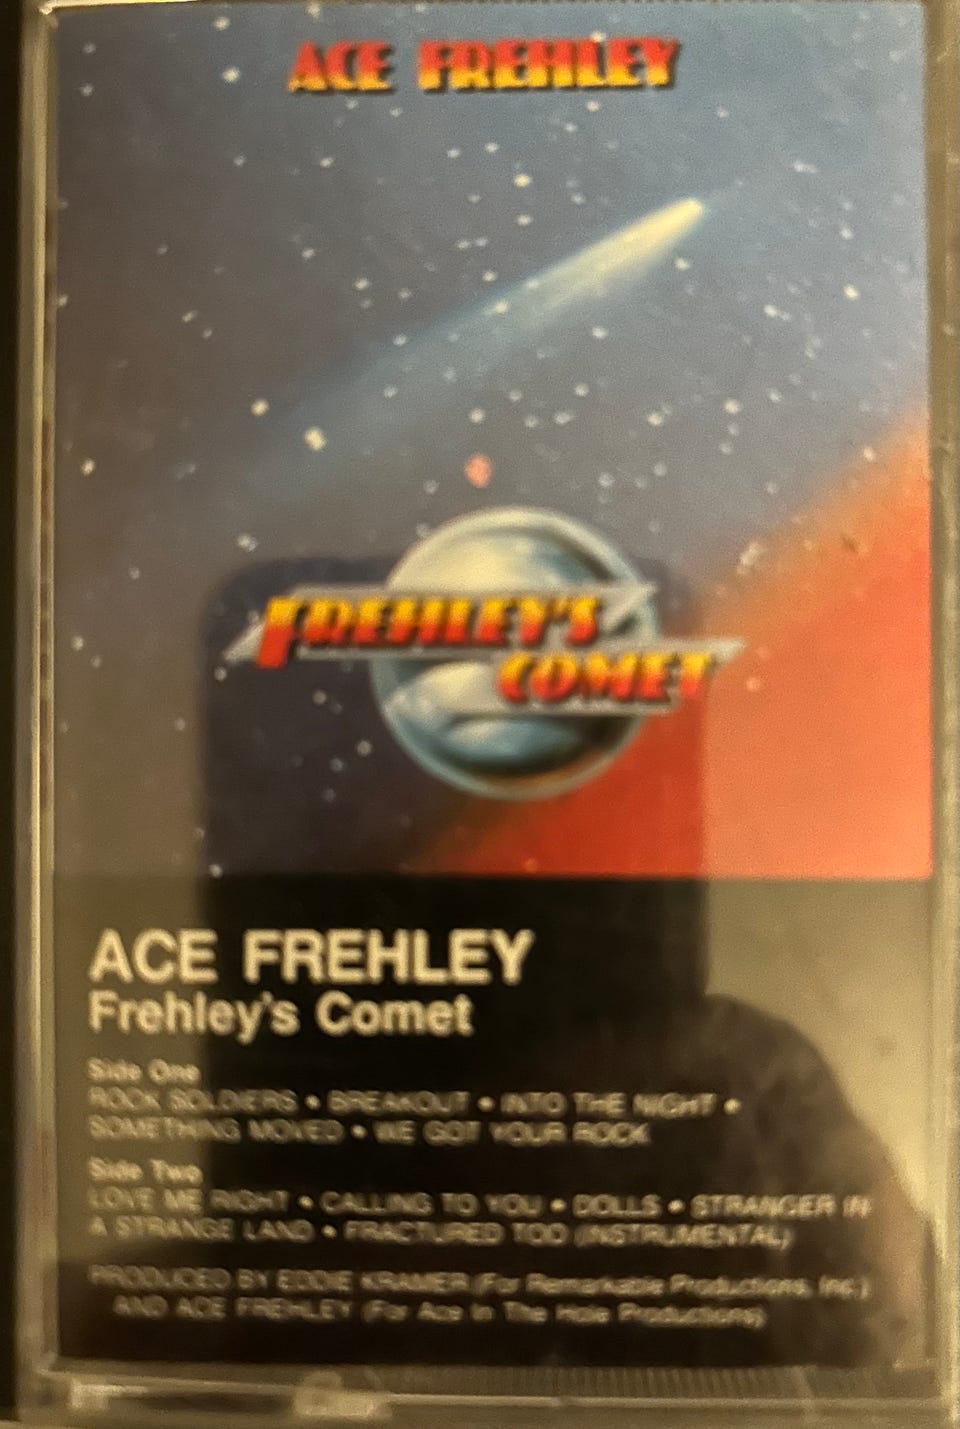 ACE FREHLEY
FREHLEY'S
COMET
ACE FREHLEY
Frehley's Comet
Side One
ROCK SOLDIERS • BREAKOUT • INTO THE NIGHT •
SOMETHING MOVED • WE GOT YOUR ROCK
Side Two
LOVE ME RIGHT • CALLING TO YOU • DOLLS • STRANGER IN
A STRANGE LAND • FRACTURED TOO (INSTRUMENTAL)
PRODUCED BY EDDIE KRAMER (For Remarkable Productions, Inc.)
AND ACE FREHLEY (For Ace In The Hole Productions)